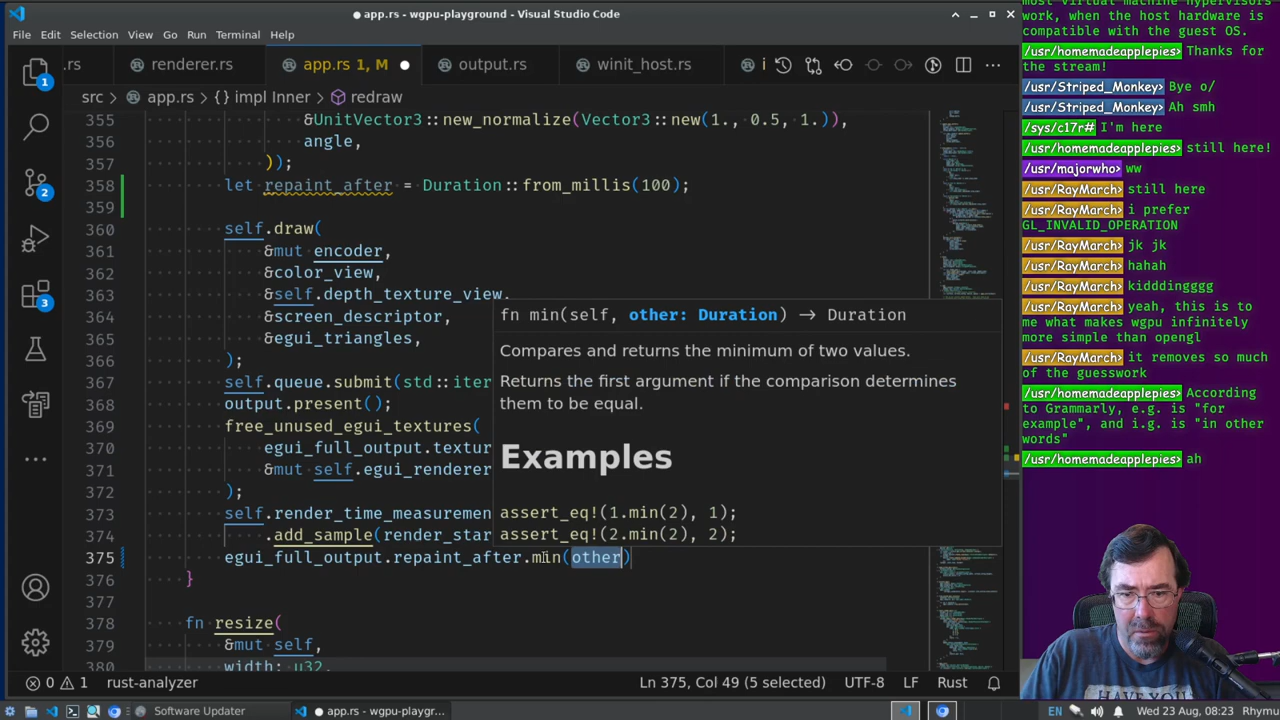 app.rs - wgpu-playground - Visual Studio Code
File Edit Selection View Go Run Terminal Help
.rs renderer.rs app.rs 1, M output.rs winit_host.rs i
src > app.rs > {} impl Inner > redraw
355 &UnitVector3::new_normalize(Vector3::new(1., 0.5, 1.)),
356 angle,
357 ));
358 let repaint_after = Duration::from_millis(100);
359
360 self.draw(
361 &mut encoder,
362 &color_view,
363 &self.depth_texture_view,
364 &screen_descriptor,
365 &egui_triangles,
366 );
367 self.queue.submit(std::iter
368 output.present();
369 free_unused_egui_textures(
370 egui_full_output.textur
371 &mut self.egui_renderer
372 );
373 self.render_time_measuremen
374 .add_sample(render_star
375 egui_full_output.repaint_after.min(other)
376 }
377
378 fn resize(
379 &mut self,
380 width: u32,
fn min(self, other: Duration) → Duration
Compares and returns the minimum of two values.
Returns the first argument if the comparison determines
them to be equal.
Examples
assert_eq!(1.min(2), 1);
assert_eq!(2.min(2), 2);
1
2
3
0 1 rust-analyzer Ln 375, Col 49 (5 selected) UTF-8 LF Rust
Software Updater app.rs - wgpu-playgr... EN Wed 23 Aug, 08:23 Rhymu
most virtual machine hypervisors
work, when the host hardware is
compatible with the guest OS.
/usr/homemadeapplepies> Thanks for
the stream!
/usr/Striped_Monkey> Bye o/
/usr/Striped_Monkey> Ah smh
/sys/c17r# I'm here
/usr/homemadeapplepies> still here!
/usr/majorwho> ww
/usr/RayMarch> still here
/usr/RayMarch> i prefer
GL_INVALID_OPERATION
/usr/RayMarch> jk jk
/usr/RayMarch> hahah
/usr/RayMarch> kidddingggg
/usr/RayMarch> yeah, this is to
me what makes wgpu infinitely
more simple than opengl
/usr/RayMarch> it removes so much
of the guesswork
/usr/homemadeapplepies> According
to Grammarly, e.g. is "for
example", and i.g. is "in other
words"
/usr/homemadeapplepies> ah